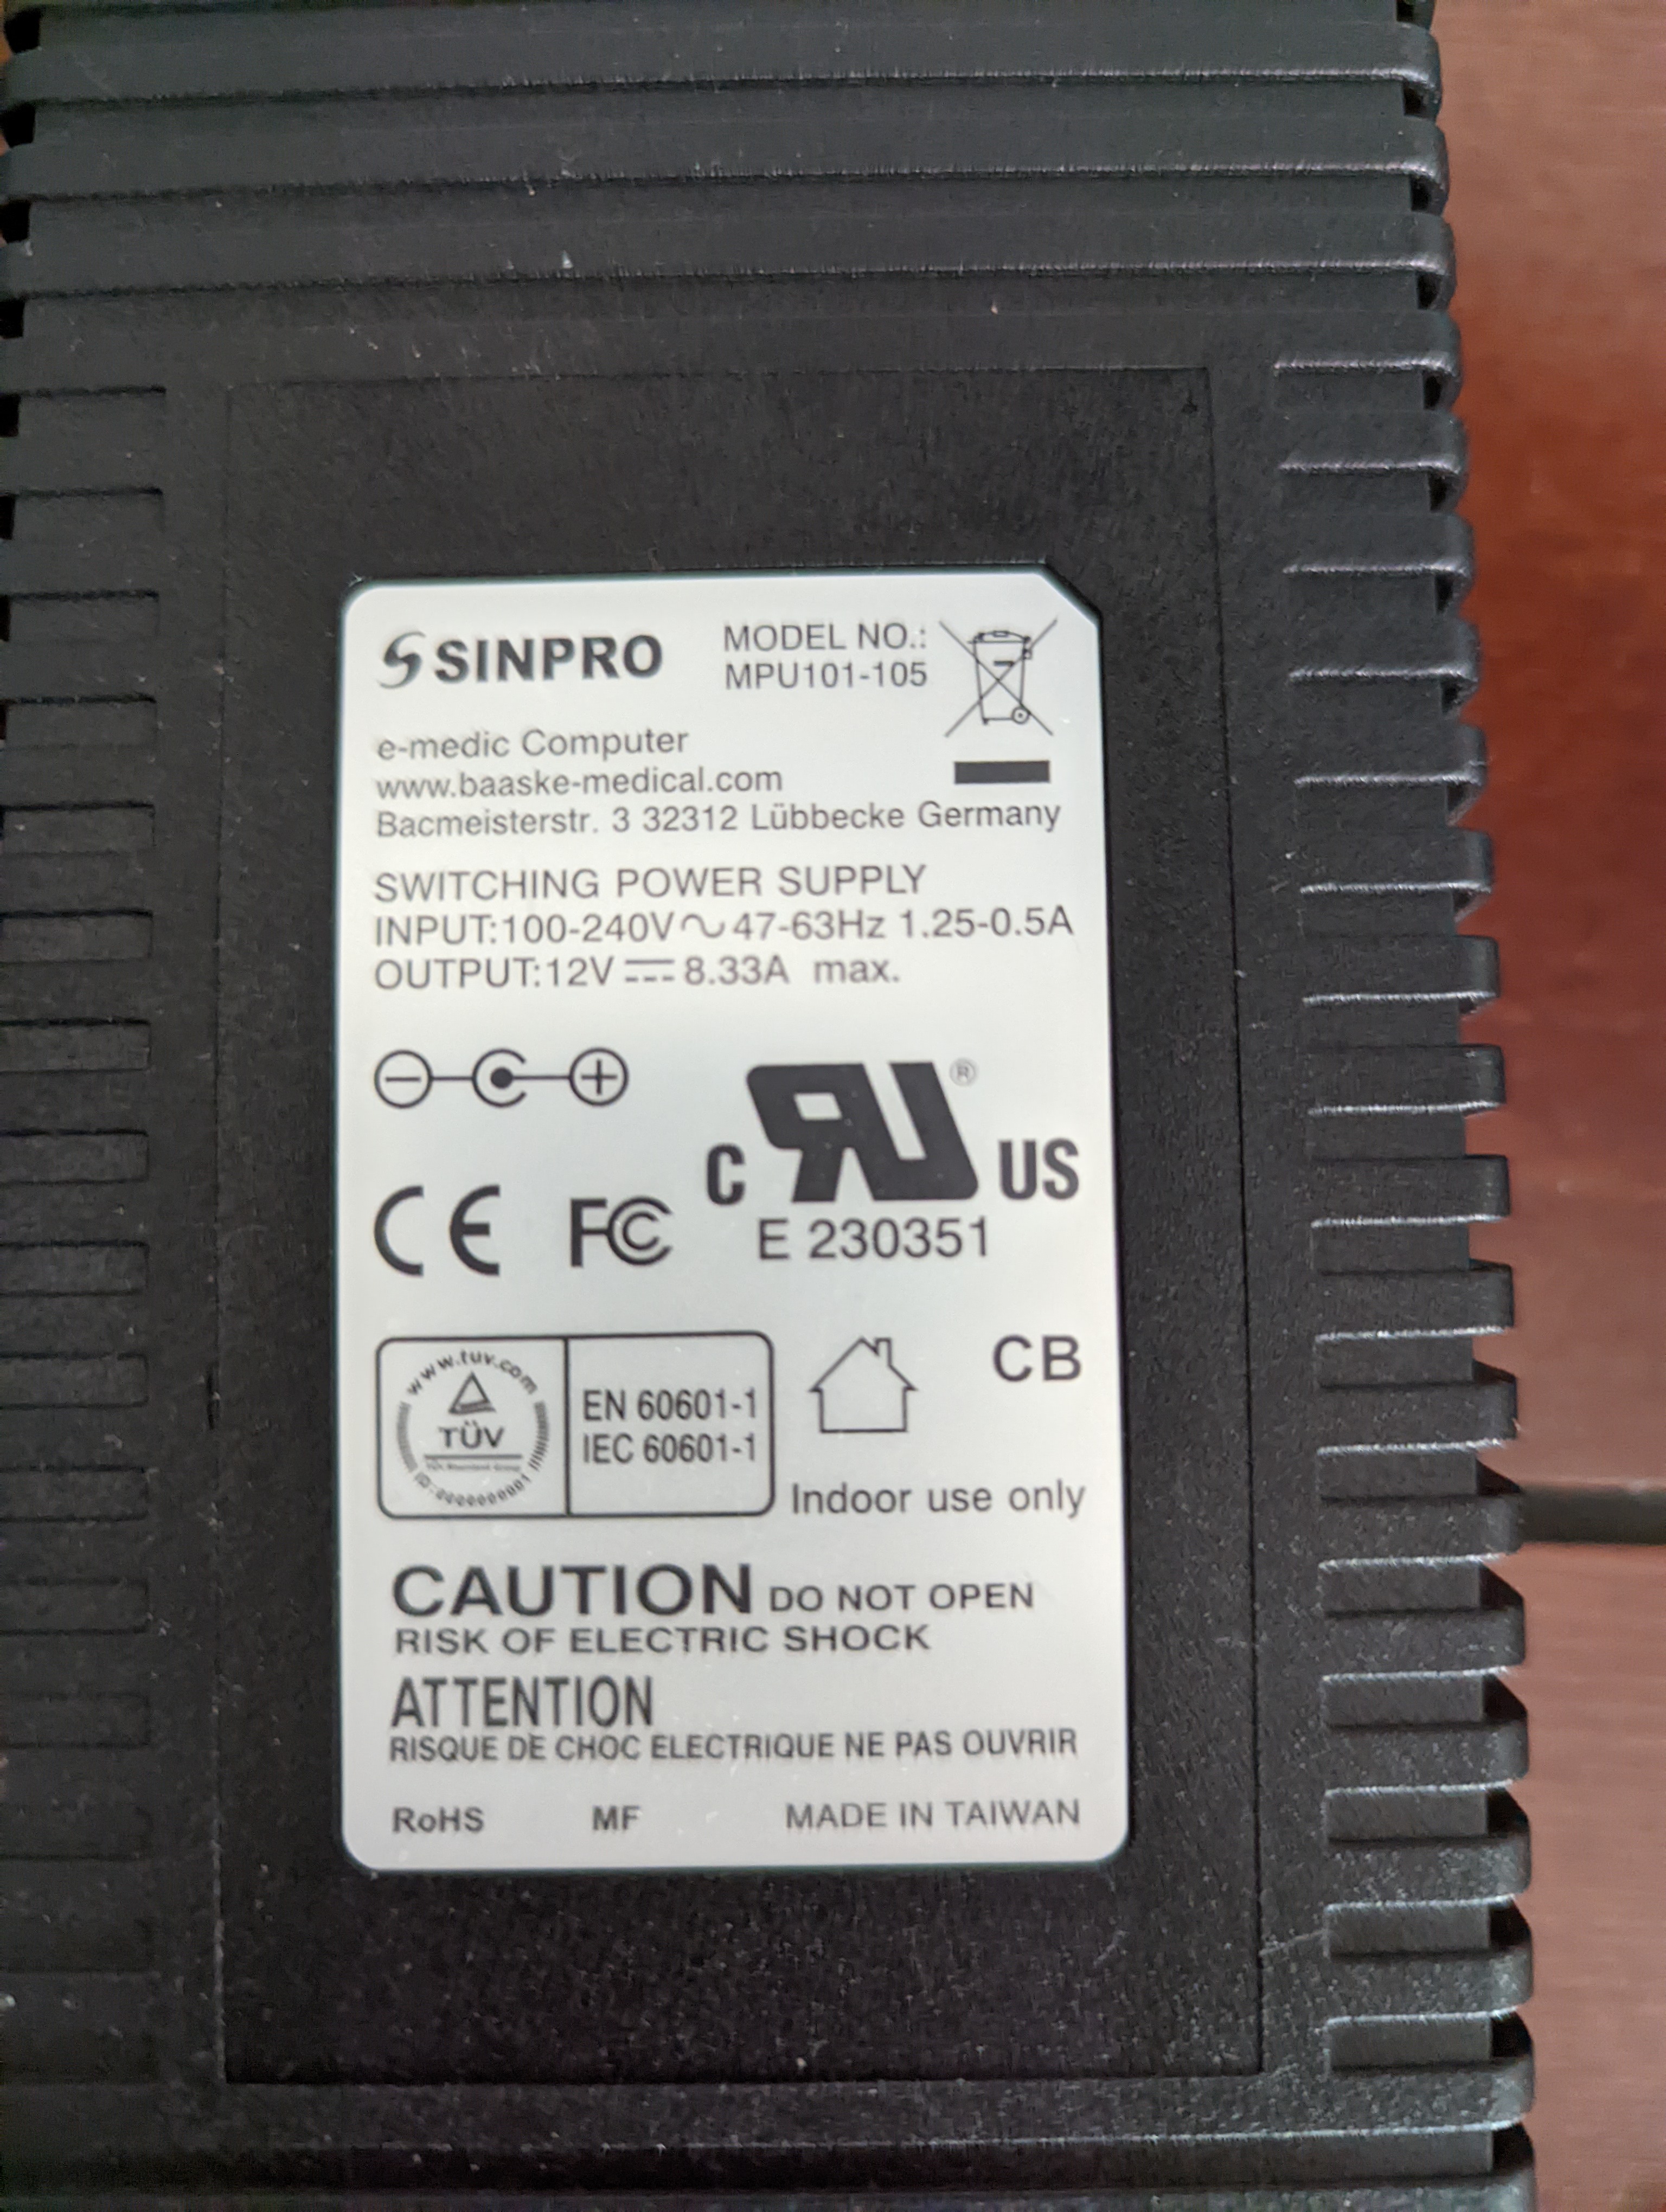 SINPRO
MODEL NO.:
MPU101-105
e-medic Computer
www.baaske-medical.com
Bacmeisterstr. 3 32312 Lübbecke Germany
SWITCHING POWER SUPPLY
INPUT:100-240V∿47-63Hz 1.25-0.5A
OUTPUT:12V⎓8.33A max.
C RU® US
E 230351
CE FC
www.tuv.com
TÜV
EN 60601-1
IEC 60601-1
CB
Indoor use only
CAUTION DO NOT OPEN
RISK OF ELECTRIC SHOCK
ATTENTION
RISQUE DE CHOC ELECTRIQUE NE PAS OUVRIR
RoHS MF MADE IN TAIWAN